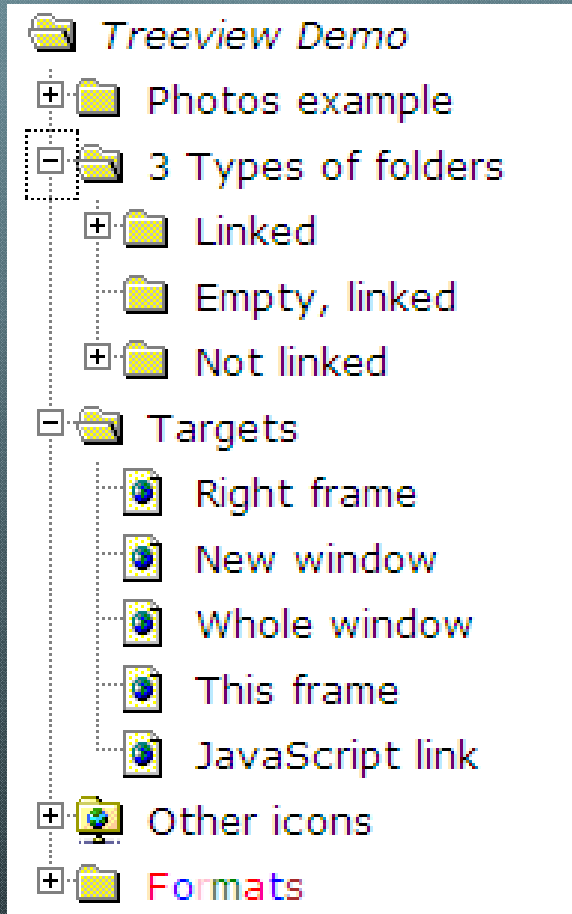 Treeview Demo
Photos example
3 Types of folders
Linked
Empty, linked
Not linked
Targets
Right frame
New window
Whole window
This frame
JavaScript link
Other icons
Formats